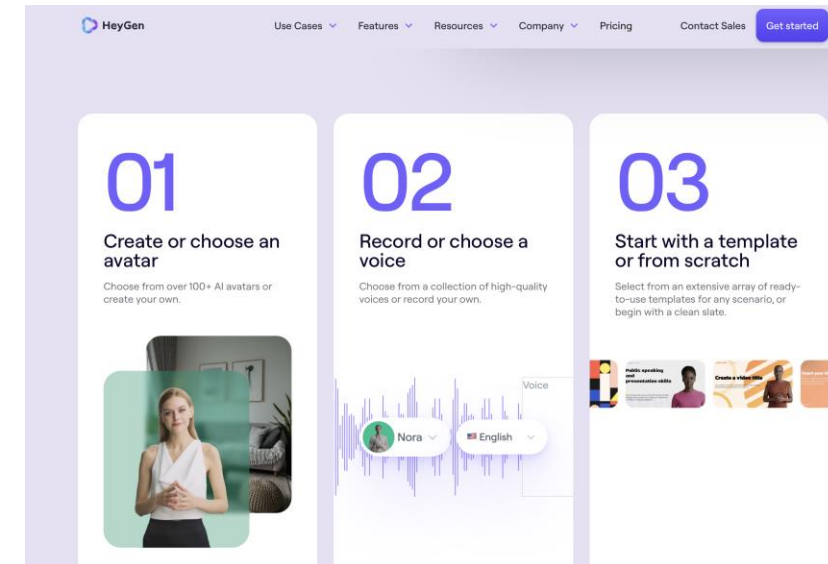 HeyGen
Use Cases
Features
Resources
Company
Pricing
Contact Sales
Get started
01
Create or choose an
avatar
Choose from over 100+ AI avatars or
create your own.
02
Record or choose a
voice
Choose from a collection of high-quality
voices or record your own.
Voice
Nora
English
03
Start with a template
or from scratch
Select from an extensive array of ready-
to-use templates for any scenario, or
begin with a clean slate.
Public speaking
and
presentation skills
Create a video title